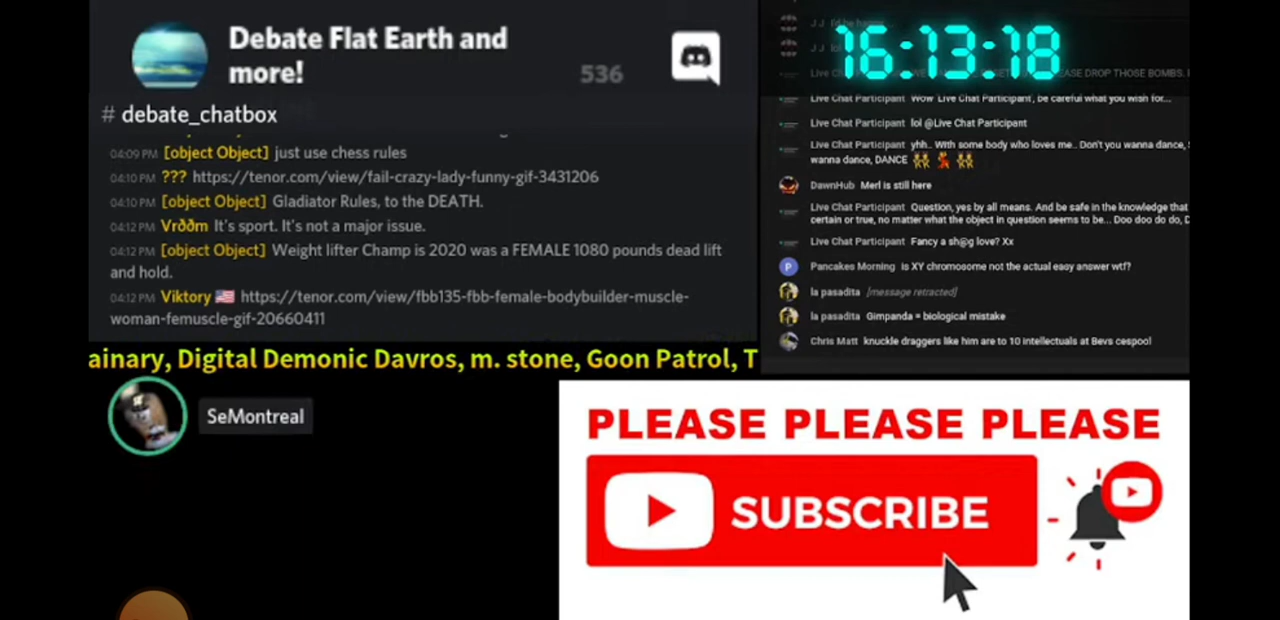 Debate Flat Earth and
more!
536
# debate_chatbox
04:09 PM [object Object] just use chess rules
04:10 PM ??? https://tenor.com/view/fail-crazy-lady-funny-gif-3431206
04:10 PM [object Object] Gladiator Rules, to the DEATH.
04:12 PM Vrððm It's sport. It's not a major issue.
04:12 PM [object Object] Weight lifter Champ is 2020 was a FEMALE 1080 pounds dead lift
and hold.
04:12 PM Viktory https://tenor.com/view/fbb135-fbb-female-bodybuilder-muscle-
woman-femuscle-gif-20660411
ainary, Digital Demonic Davros, m. stone, Goon Patrol, T
SeMontreal
16:13:18
J J I'd be happy
J J lol
Live Chat PLEASE DROP THOSE BOMBS.
Live Chat Participant Wow 'Live Chat Participant', be careful what you wish for...
Live Chat Participant lol @Live Chat Participant
Live Chat Participant yhh.. With some body who loves me.. Don't you wanna dance,
wanna dance, DANCE
DawnHub Merl is still here
Live Chat Participant Question, yes by all means. And be safe in the knowledge that
certain or true, no matter what the object in question seems to be... Doo doo do do, D
Live Chat Participant Fancy a sh@g love? Xx
P Pancakes Morning is XY chromosome not the actual easy answer wtf?
la pasadita [message retracted]
la pasadita Gimpanda = biological mistake
Chris Matt knuckle draggers like him are to 10 intellectuals at Bevs cespool
PLEASE PLEASE PLEASE
SUBSCRIBE